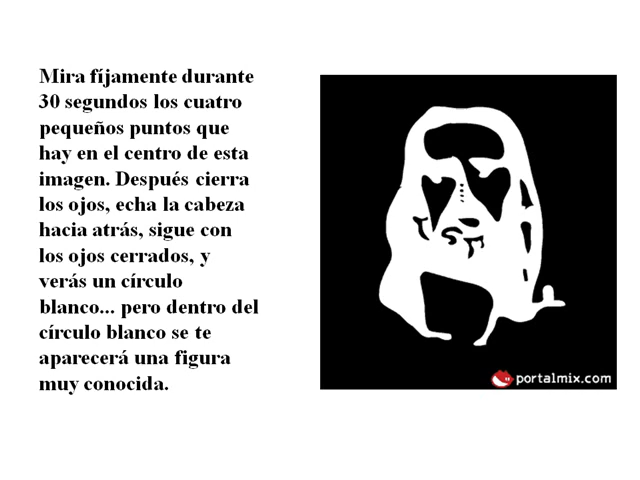 Mira fíjamente durante
30 segundos los cuatro
pequeños puntos que
hay en el centro de esta
imagen. Después cierra
los ojos, echa la cabeza
hacia atrás, sigue con
los ojos cerrados, y
verás un círculo
blanco... pero dentro del
círculo blanco se te
aparecerá una figura
muy conocida.
portalmix.com